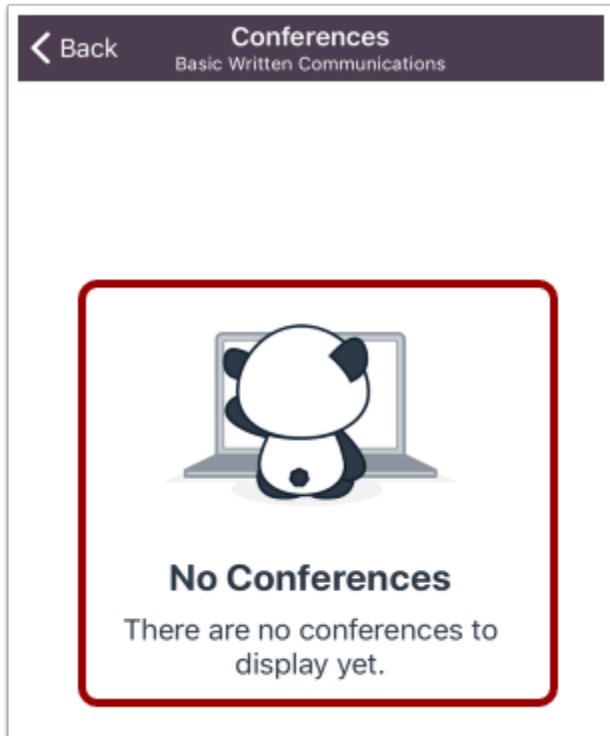 Back
Conferences
Basic Written Communications
No Conferences
There are no conferences to
display yet.